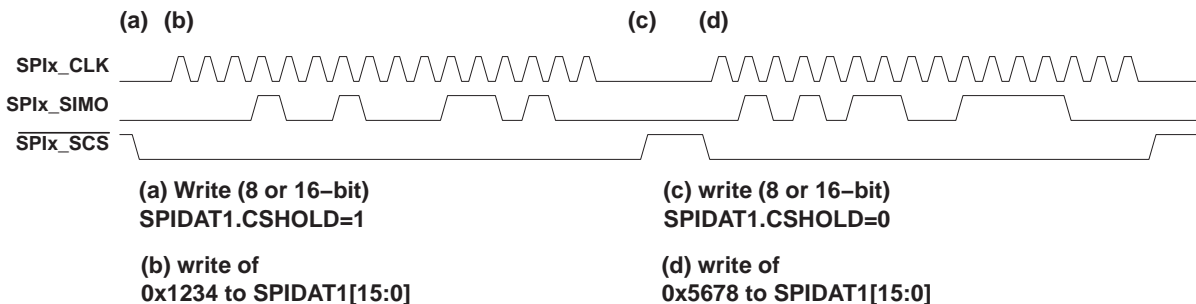 (a) (b) (c) (d)
SPIx_CLK
SPIx_SIMO
SPIx_SCS
(a) Write (8 or 16−bit)
SPIDAT1.CSHOLD=1
(b) write of
0x1234 to SPIDAT1[15:0]
(c) write (8 or 16−bit)
SPIDAT1.CSHOLD=0
(d) write of
0x5678 to SPIDAT1[15:0]